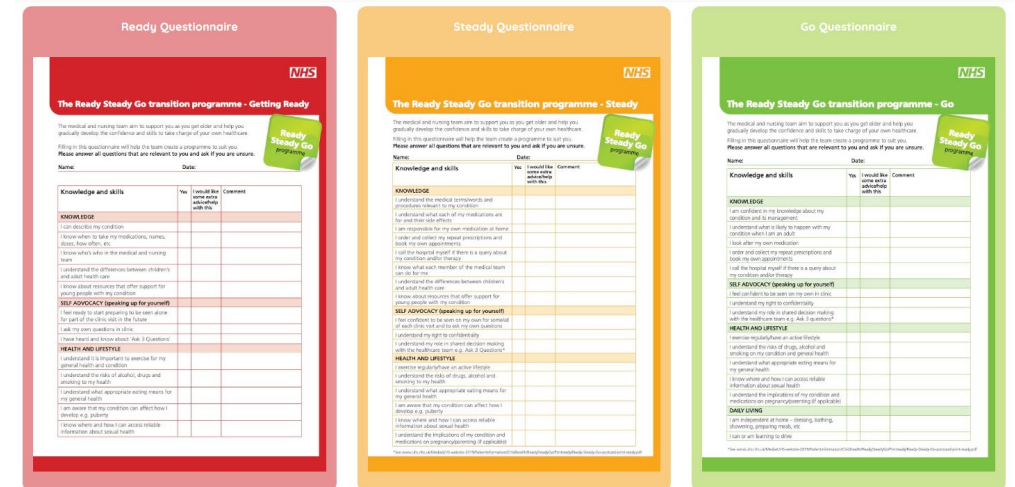 Ready Questionnaire
NHS
The Ready Steady Go transition programme - Getting Ready
The medical and nursing team aim to support you as you get older and help you
gradually develop the confidence and skills to take charge of your own healthcare.
Filling in this questionnaire will help the team create a programme to suit you.
Please answer all questions that are relevant to you and ask if you are unsure.
Ready
Steady Go
programme
Name: Date:
Knowledge and skills
Yes
I would like
some extra
advice/help
with this
Comment
KNOWLEDGE
I can describe my condition
I know when to take my medications, names,
doses, how often, etc
I know who's who in the medical and nursing
team
I understand the differences between children's
and adult health care
I know about resources that offer support for
young people with my condition
SELF ADVOCACY (speaking up for yourself)
I feel ready to start preparing to be seen alone
for part of the clinic visit in the future
I ask my own questions in clinic
I have heard and know about 'Ask 3 Questions'
HEALTH AND LIFESTYLE
I understand it is important to exercise for my
general health and condition
I understand the risks of alcohol, drugs and
smoking to my health
I understand what appropriate eating means for
my general health
I am aware that my condition can affect how I
develop e.g. puberty
I know where and how I can access reliable
information about sexual health
Steady Questionnaire
NHS
The Ready Steady Go transition programme - Steady
The medical and nursing team aim to support you as you get older and help you
gradually develop the confidence and skills to take charge of your own healthcare.
Filling in this questionnaire will help the team create a programme to suit you.
Please answer all questions that are relevant to you and ask if you are unsure.
Ready
Steady Go
programme
Name: Date:
Knowledge and skills
Yes
I would like
some extra
advice/help
with this
Comment
KNOWLEDGE
I understand the medical terms/words and
procedures relevant to my condition
I understand what each of my medications are
for and their side effects
I am responsible for my own medication at home
I order and collect my repeat prescriptions and
book my own appointments
I call the hospital myself if there is a query about
my condition and/or therapy
I know what each member of the medical team
can do for me
I understand the differences between children's
and adult health care
I know about resources that offer support for
young people with my condition
SELF ADVOCACY (speaking up for yourself)
I feel confident to be seen on my own for some/all
of each clinic visit and to ask my own questions
I understand my right to confidentiality
I understand my role in shared decision making
with the healthcare team e.g. Ask 3 Questions*
HEALTH AND LIFESTYLE
I exercise regularly/have an active lifestyle
I understand the risks of drugs, alcohol and
smoking to my health
I understand what appropriate eating means for
my general health
I am aware that my condition can affect how I
develop e.g. puberty
I know where and how I can access reliable
information about sexual health
I understand the implications of my condition and
medications on pregnancy/parenting (if applicable)
Go Questionnaire
NHS
The Ready Steady Go transition programme - Go
The medical and nursing team aim to support you as you get older and help you
gradually develop the confidence and skills to take charge of your own healthcare.
Filling in this questionnaire will help the team create a programme to suit you.
Please answer all questions that are relevant to you and ask if you are unsure.
Ready
Steady Go
programme
Name: Date:
Knowledge and skills
Yes
I would like
some extra
advice/help
with this
Comment
KNOWLEDGE
I am confident in my knowledge about my
condition and its management
I understand what is likely to happen with my
condition when I am an adult
I look after my own medication
I order and collect my repeat prescriptions and
book my own appointments
I call the hospital myself if there is a query about
my condition and/or therapy
SELF ADVOCACY (speaking up for yourself)
I feel confident to be seen on my own in clinic
I understand my right to confidentiality
I understand my role in shared decision making
with the healthcare team e.g. Ask 3 questions*
HEALTH AND LIFESTYLE
I exercise regularly/have an active lifestyle
I understand the risks of drugs, alcohol and
smoking on my condition and general health
I understand what appropriate eating means for
my general health
I know where and how I can access reliable
information about sexual health
I understand the implications of my condition and
medications on pregnancy/parenting (if applicable)
DAILY LIVING
I am independent at home – dressing, bathing,
showering, preparing meals, etc
I can or am learning to drive